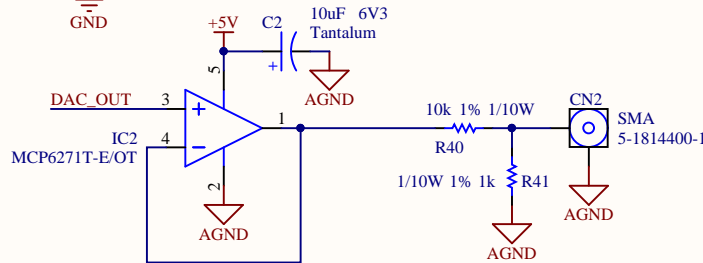 GND
+5V
C2
10uF 6V3
Tantalum
+
AGND
5
DAC_OUT
3
1
4
IC2
MCP6271T-E/OT
2
AGND
10k 1% 1/10W
R40
CN2
SMA
5-1814400-1
1/10W 1% 1k
R41
AGND
AGND